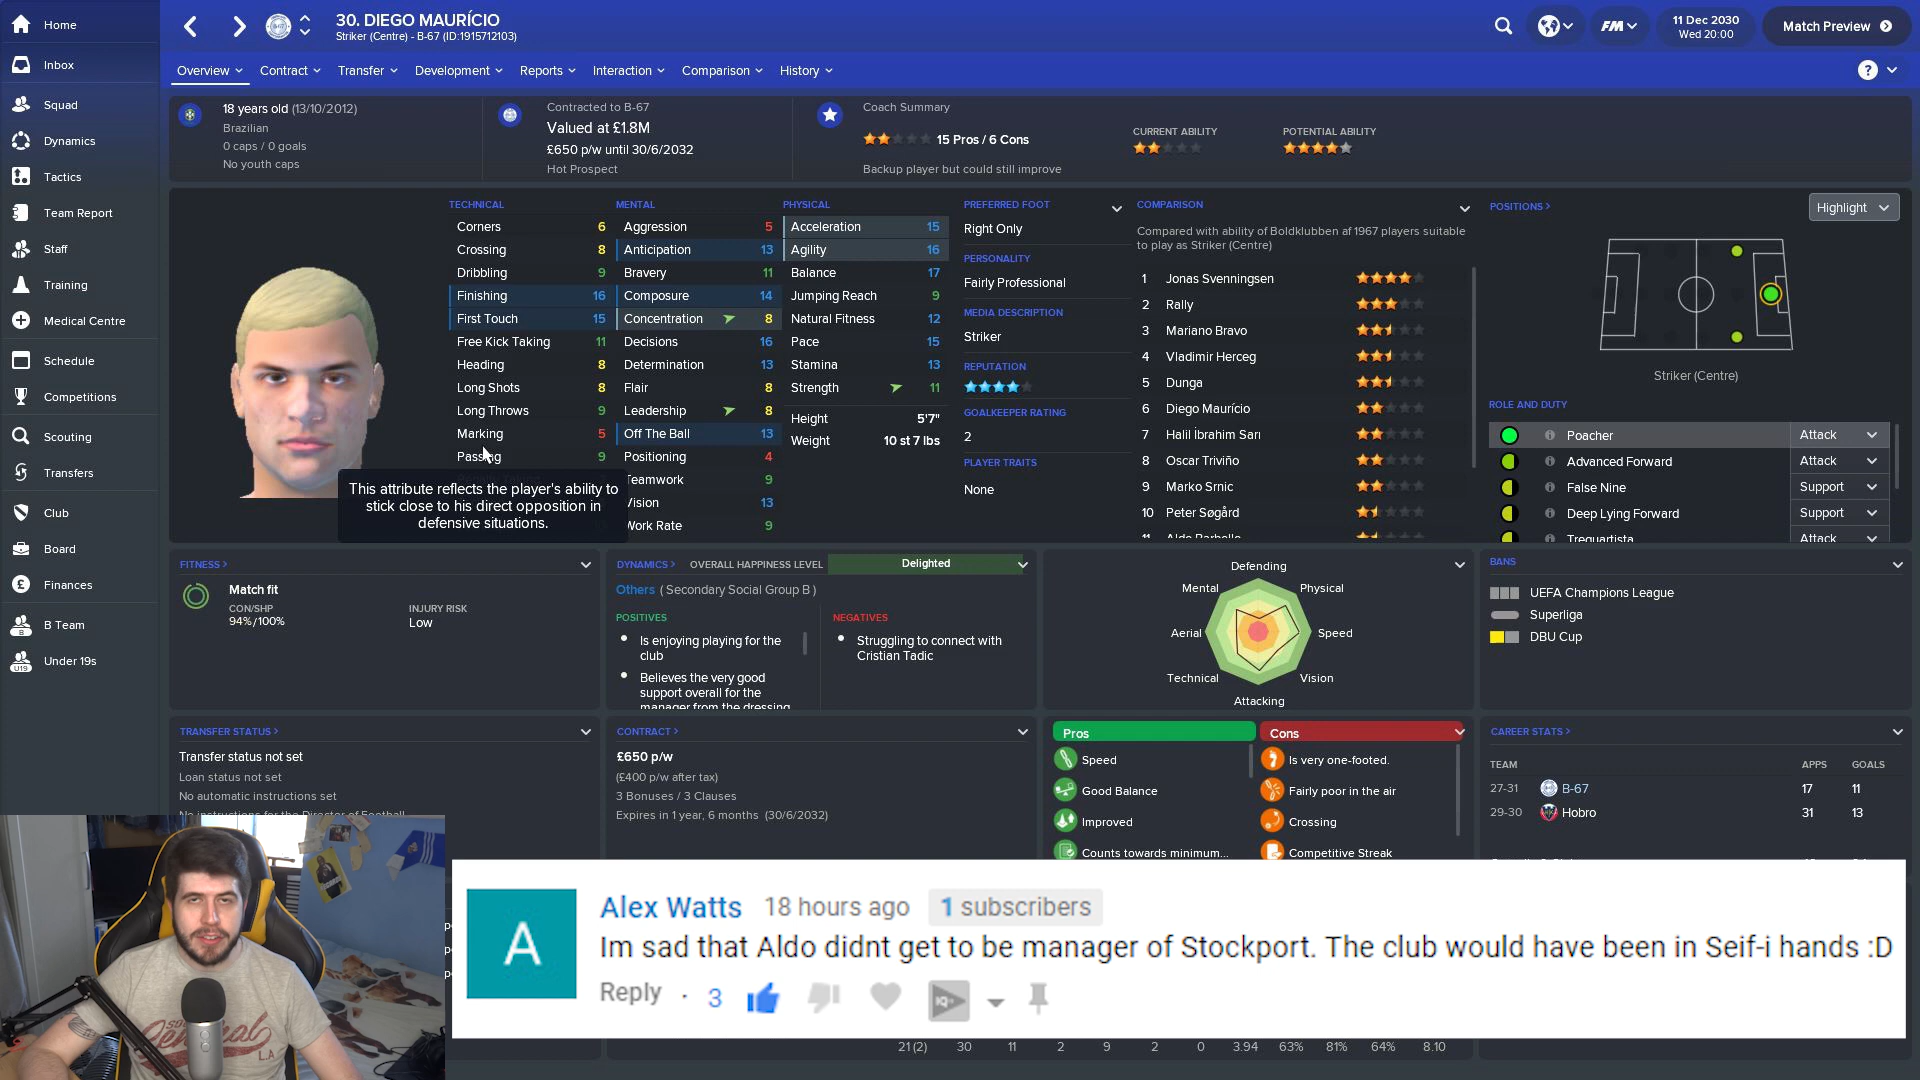 Home
Inbox
Squad
Dynamics
Tactics
Team Report
Staff
Training
Medical Centre
Schedule
Competitions
Scouting
Transfers
Club
Board
Finances
B Team
Under 19s
30. DIEGO MAURÍCIO
Striker (Centre) - B-67 (ID:1915712103)
FM
11 Dec 2030
Wed 20:00
Match Preview
Overview Contract Transfer Development Reports Interaction Comparison History
?
18 years old (13/10/2012)
Brazilian
0 caps / 0 goals
No youth caps
Contracted to B-67
Valued at £1.8M
£650 p/w until 30/6/2032
Hot Prospect
Coach Summary
15 Pros / 6 Cons
Backup player but could still improve
CURRENT ABILITY
POTENTIAL ABILITY
TECHNICAL
Corners 6
Crossing 8
Dribbling 9
Finishing 16
First Touch 15
Free Kick Taking 11
Heading 8
Long Shots 8
Long Throws 9
Marking 5
Passing 9
This attribute reflects the player's ability to
stick close to his direct opposition in
defensive situations.
MENTAL
Aggression 5
Anticipation 13
Bravery 11
Composure 14
Concentration 8
Decisions 16
Determination 13
Flair 8
Leadership 8
Off The Ball 13
Positioning 4
Teamwork 9
Vision 13
Work Rate 9
PHYSICAL
Acceleration 15
Agility 16
Balance 17
Jumping Reach 9
Natural Fitness 12
Pace 15
Stamina 13
Strength 11
Height 5'7"
Weight 10 st 7 lbs
PREFERRED FOOT
Right Only
PERSONALITY
Fairly Professional
MEDIA DESCRIPTION
Striker
REPUTATION
GOALKEEPER RATING
2
PLAYER TRAITS
None
COMPARISON
Compared with ability of Boldklubben af 1967 players suitable
to play as Striker (Centre)
1 Jonas Svenningsen
2 Rally
3 Mariano Bravo
4 Vladimir Herceg
5 Dunga
6 Diego Maurício
7 Halil İbrahim Sarı
8 Oscar Triviño
9 Marko Srnic
10 Peter Søgård
11 Aldo Barbello
POSITIONS >
Highlight
Striker (Centre)
ROLE AND DUTY
Poacher Attack
Advanced Forward Attack
False Nine Support
Deep Lying Forward Support
Trequartista Attack
FITNESS >
Match fit
CON/SHP
94%/100%
INJURY RISK
Low
DYNAMICS > OVERALL HAPPINESS LEVEL Delighted
Others ( Secondary Social Group B )
POSITIVES
Is enjoying playing for the
club
Believes the very good
support overall for the
manager from the dressing
NEGATIVES
Struggling to connect with
Cristian Tadic
Defending
Mental
Physical
Aerial
Speed
Technical
Vision
Attacking
BANS
UEFA Champions League
Superliga
DBU Cup
TRANSFER STATUS >
Transfer status not set
Loan status not set
No automatic instructions set
No instructions for the Director of Football
CONTRACT >
£650 p/w
(£400 p/w after tax)
3 Bonuses / 3 Clauses
Expires in 1 year, 6 months (30/6/2032)
Pros
Speed
Good Balance
Improved
Counts towards minimum...
Cons
Is very one-footed.
Fairly poor in the air
Crossing
Competitive Streak
CAREER STATS >
TEAM APPS GOALS
27-31 B-67 17 11
29-30 Hobro 31 13
A
Alex Watts 18 hours ago 1 subscribers
Im sad that Aldo didnt get to be manager of Stockport. The club would have been in Seif-i hands :D
Reply · 3
21(2) 30 11 2 9 2 0 3.94 63% 81% 64% 8.10